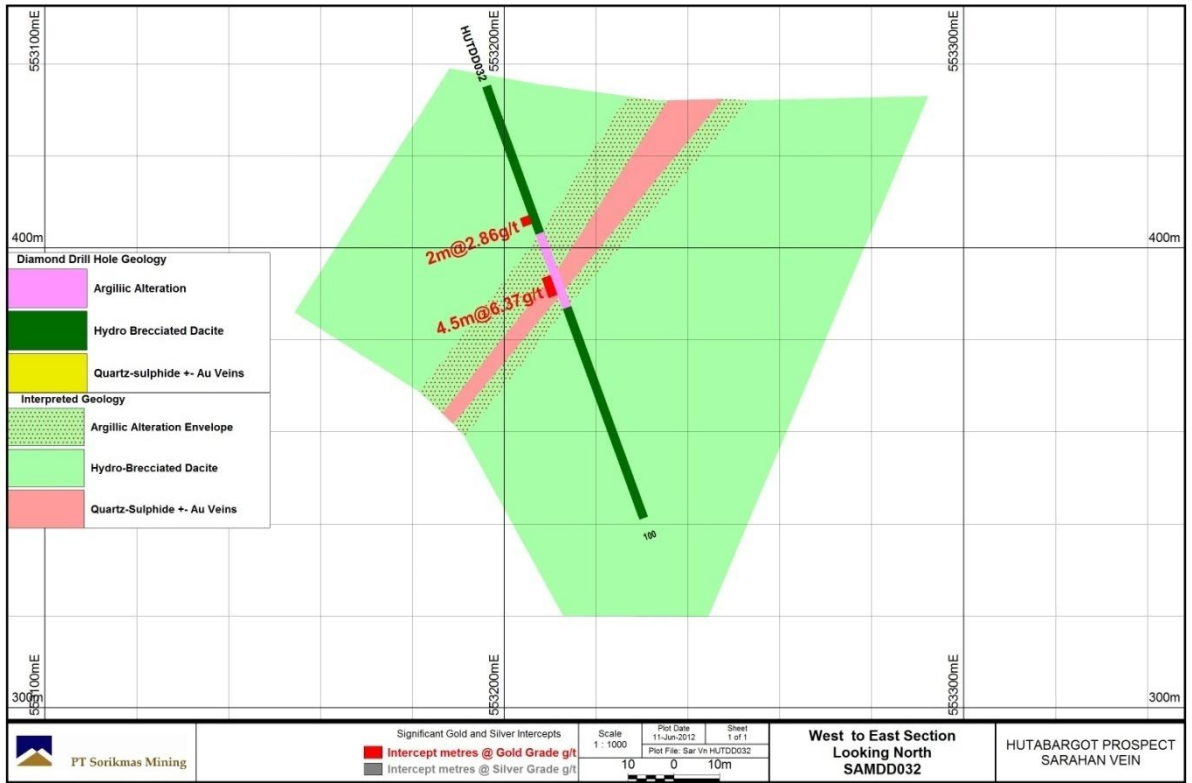 553100mE
553200mE
553300mE
HUTDD032
2m@2.86g/t
400m
400m
4.5m@6.37g/t
Diamond Drill Hole Geology
Argiliic Alteration
Hydro Brecciated Dacite
Quartz-sulphide +- Au Veins
Interpreted Geology
Argillic Alteration Envelope
Hydro-Brecciated Dacite
Quartz-Sulphide +- Au Veins
100
553100mE
553200mE
553300mE
300m
300m
PT Sorikmas Mining
Significant Gold and Silver Intercepts
Intercept metres @ Gold Grade g/t
Intercept metres @ Silver Grade g/t
Scale
1 : 1000
Plot Date
11-Jun-2012
Sheet
1 of 1
Plot File: Sar Vn HUTDD032
10 0 10m
West to East Section
Looking North
SAMDD032
HUTABARGOT PROSPECT
SARAHAN VEIN